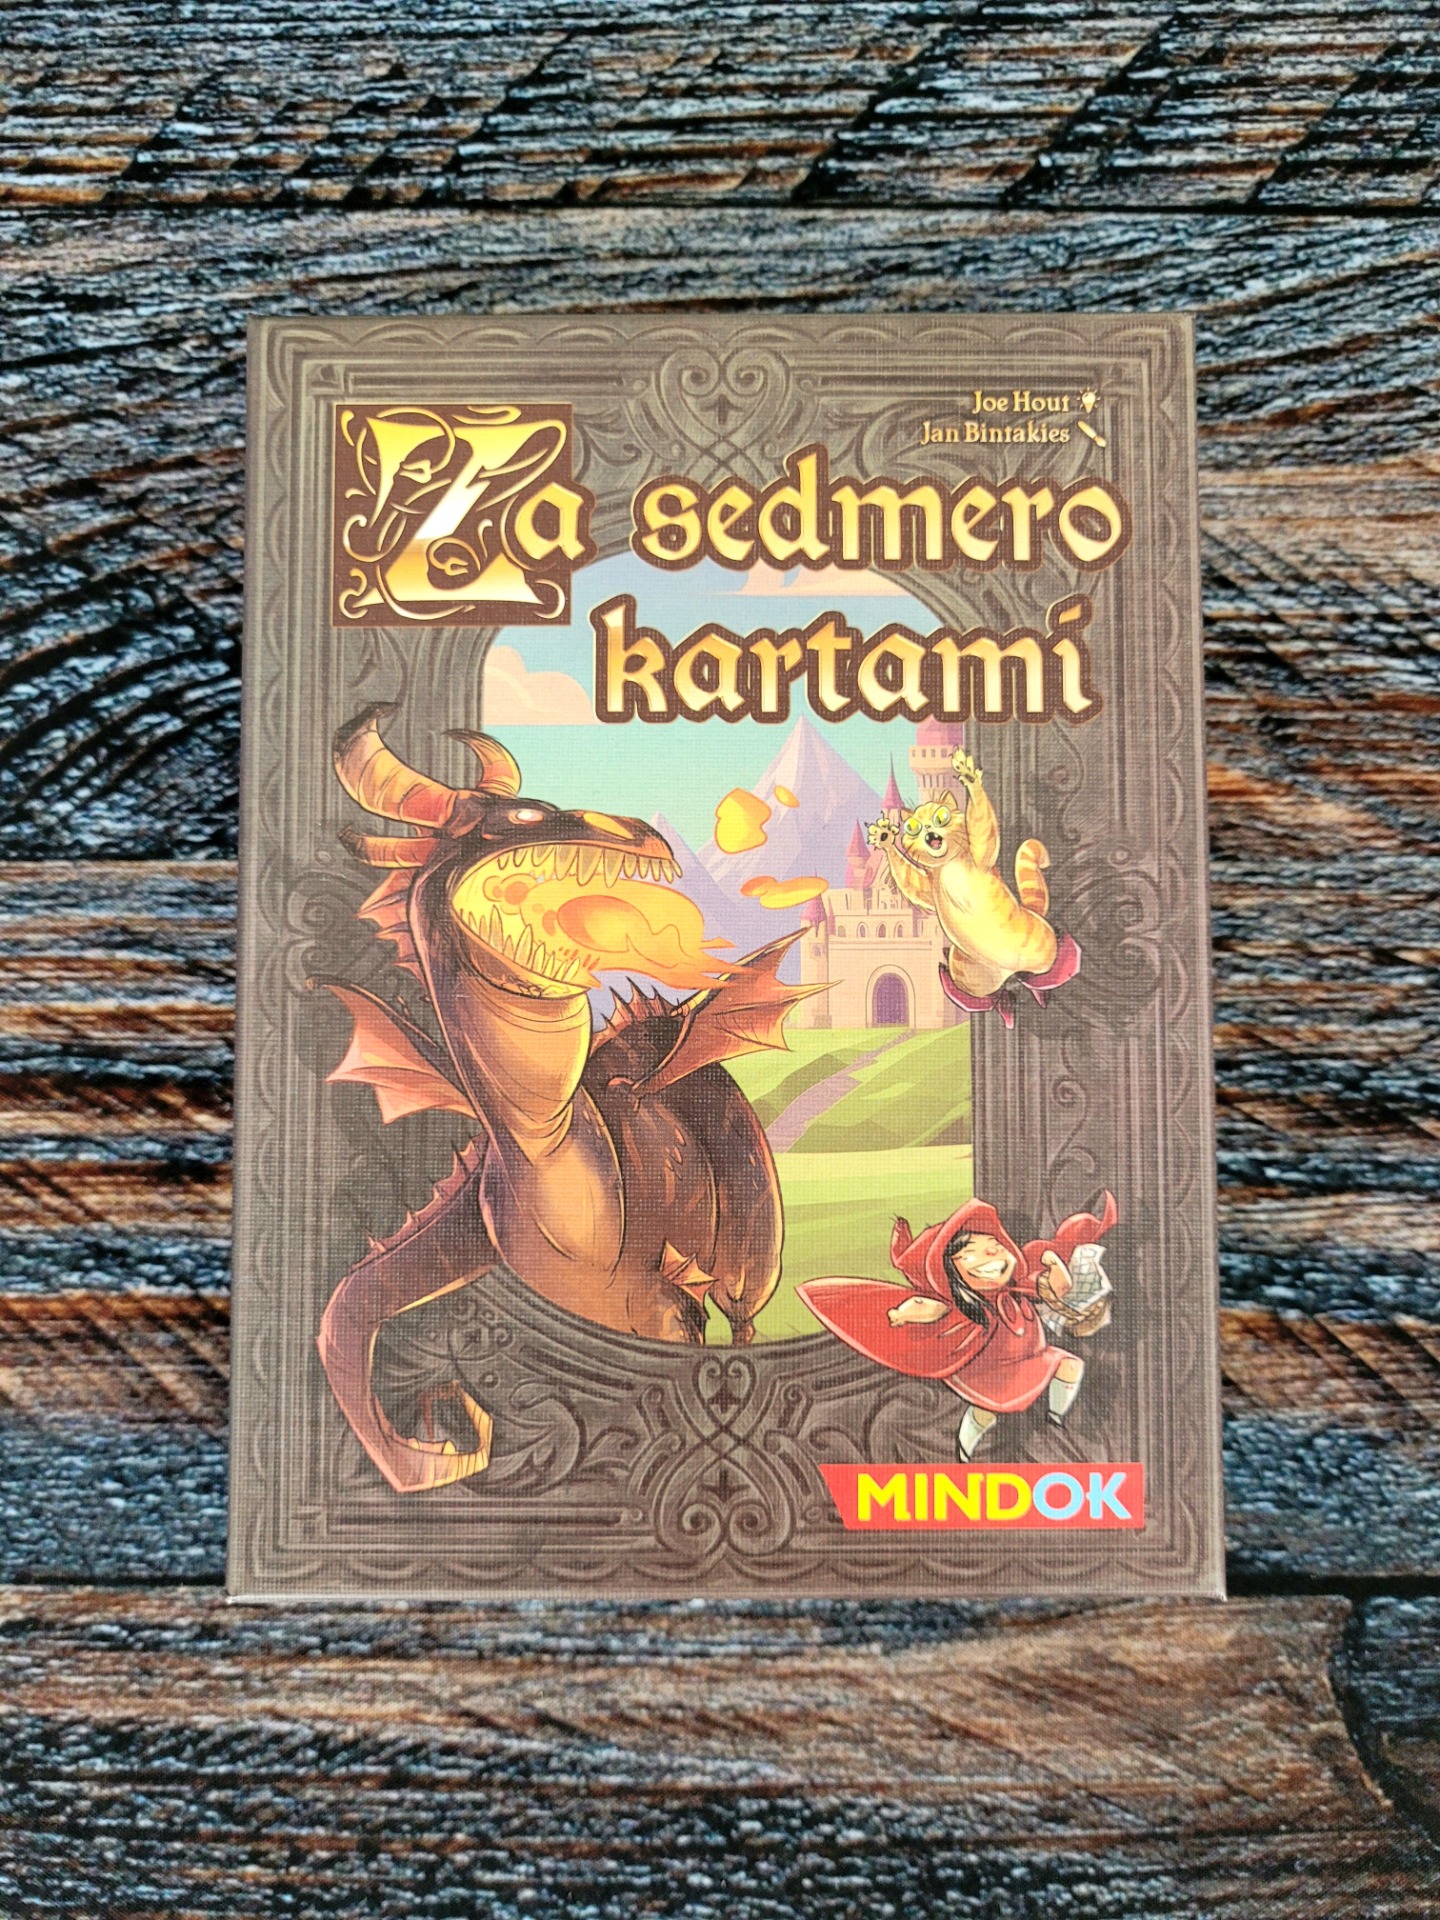 Joe Hout
Jan Bintakies
Za sedmero
kartami
MINDOK